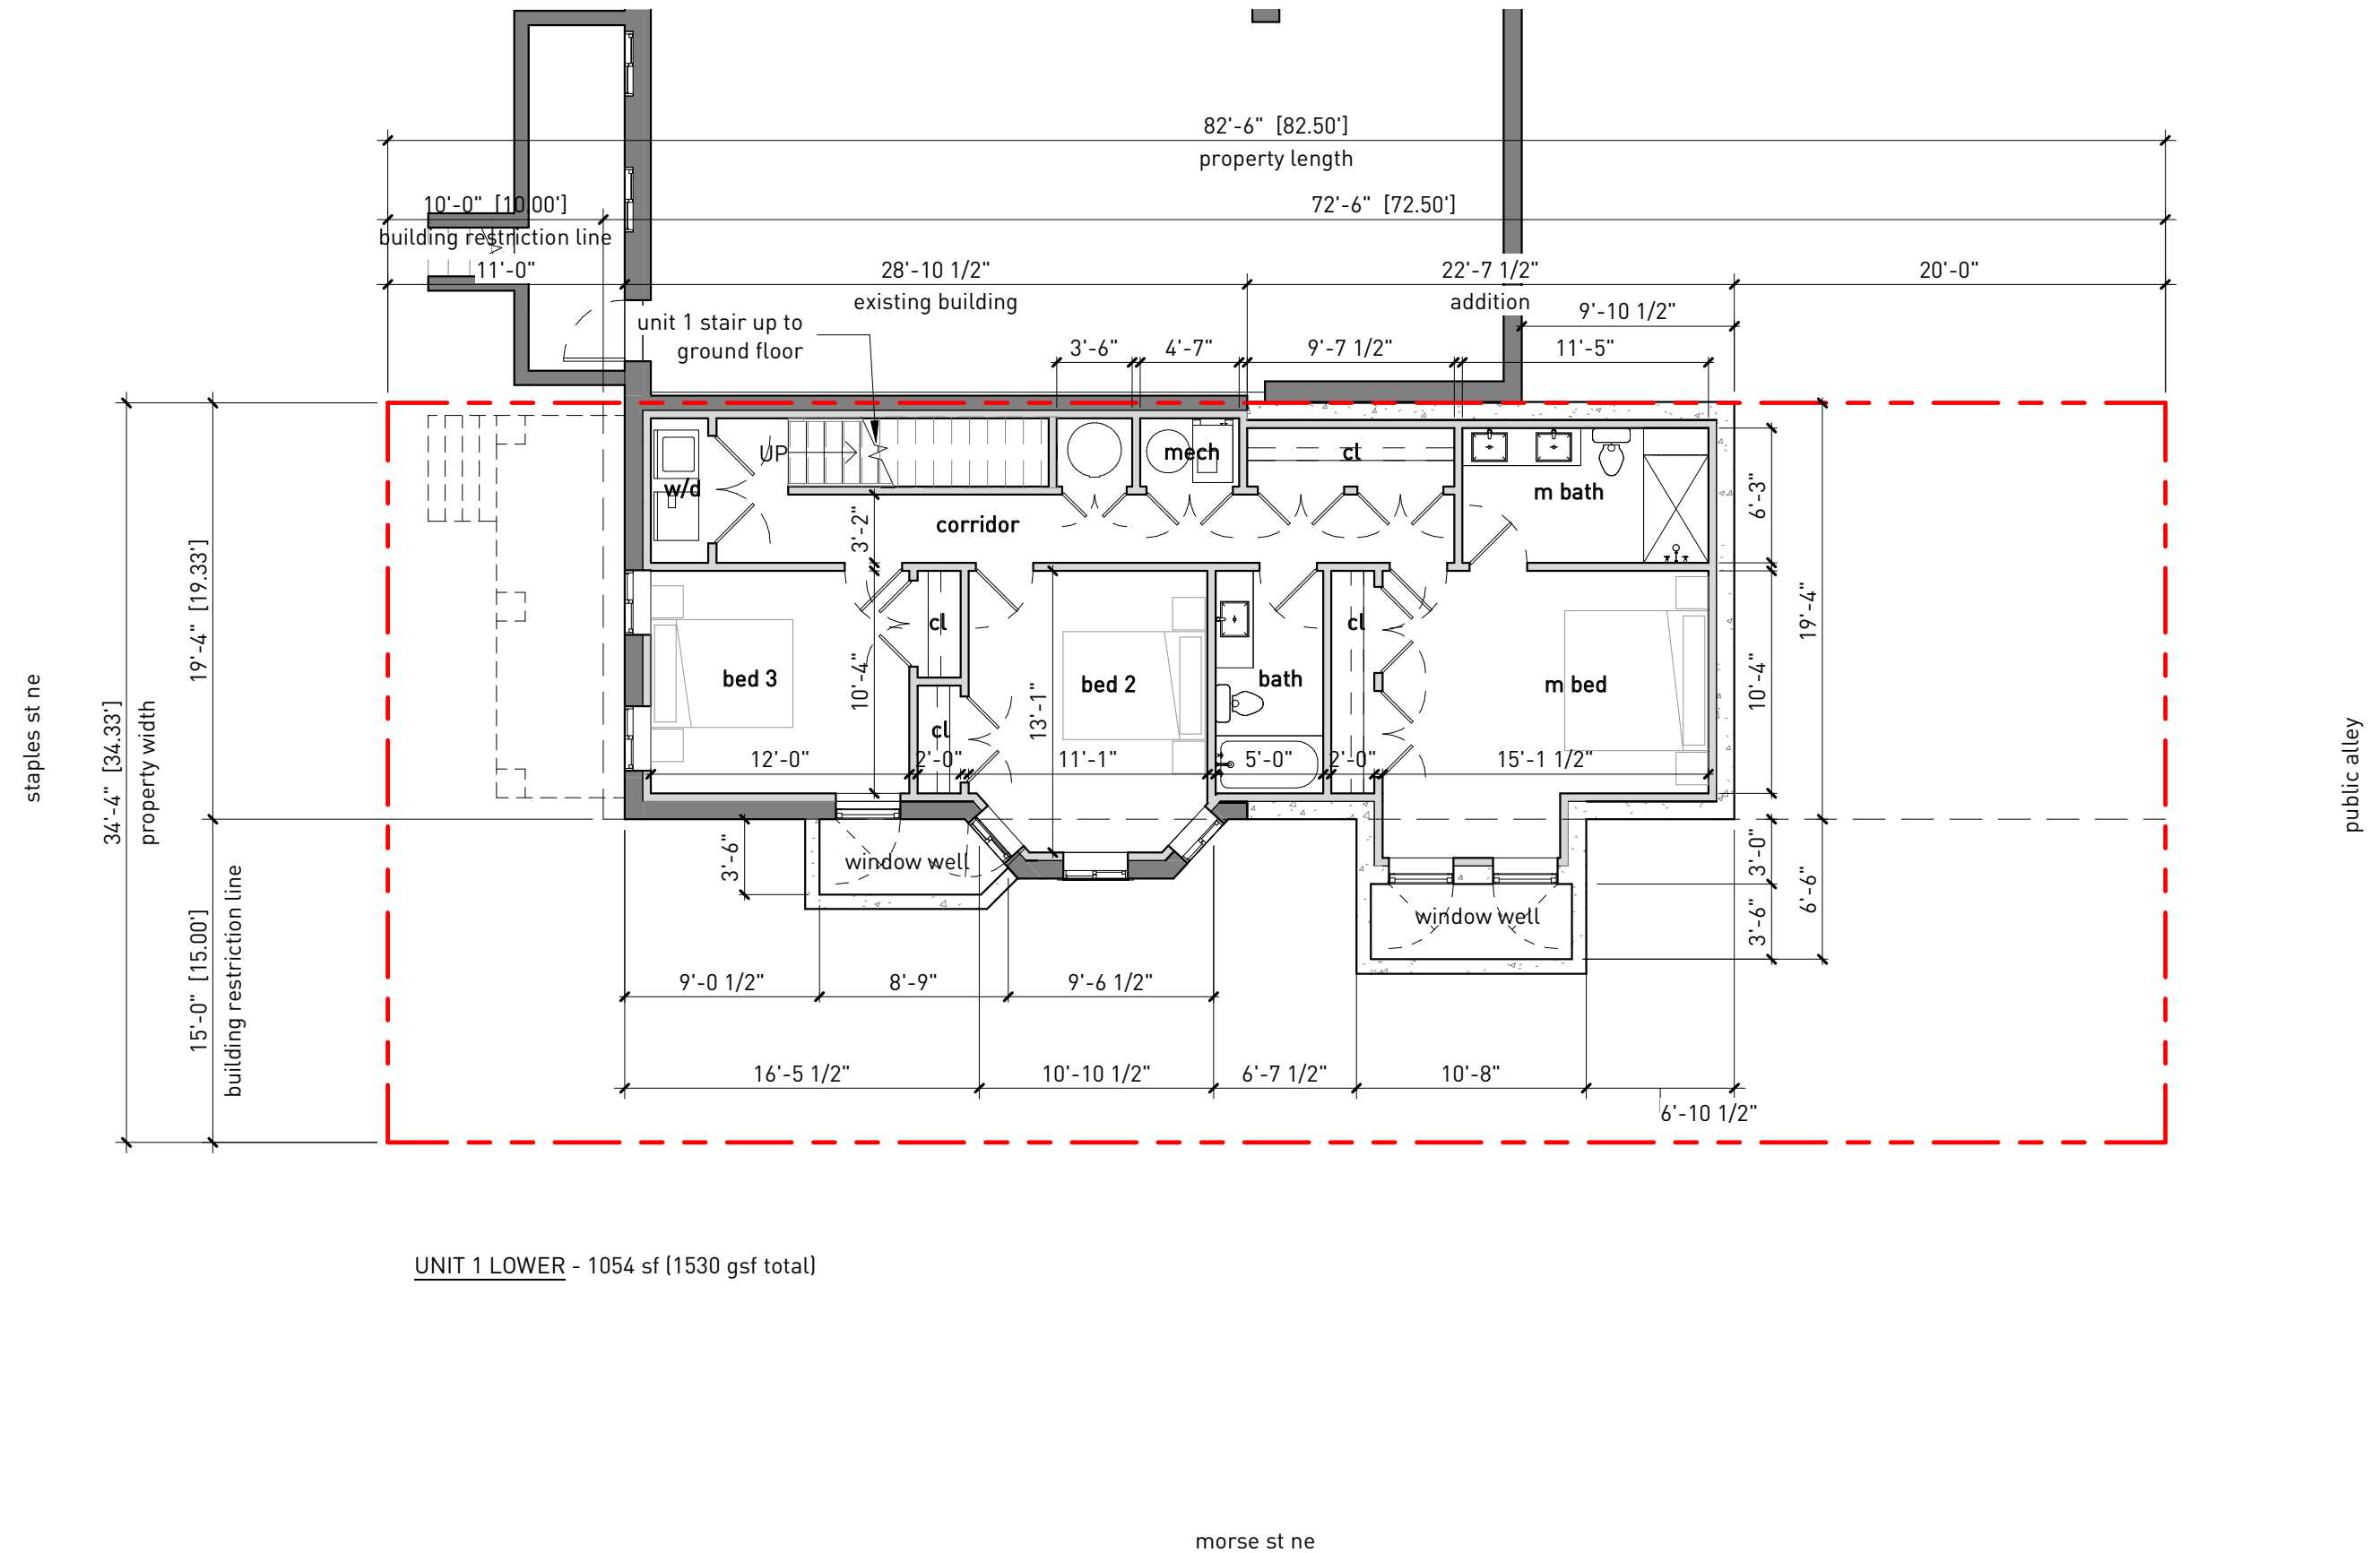 82'-6" [82.50']
property length
10'-0" [10.00']
72'-6" [72.50']
building restriction line
11'-0"
28'-10 1/2"
22'-7 1/2"
20'-0"
existing building
addition
9'-10 1/2"
unit 1 stair up to
ground floor
3'-6"
4'-7"
9'-7 1/2"
11'-5"
UP
mech
cl
w/d
m bath
6'-3"
corridor
3'-2"
19'-4" [19.33']
19'-4"
cl
cl
bed 3
10'-4"
bed 2
bath
m bed
10'-4"
13'-1"
cl
12'-0"
2'-0"
11'-1"
5'-0"
2'-0"
15'-1 1/2"
staples st ne
34'-4" [34.33']
property width
public alley
3'-6"
window well
3'-0"
6'-6"
window well
3'-6"
15'-0" [15.00']
building restriction line
9'-0 1/2"
8'-9"
9'-6 1/2"
16'-5 1/2"
10'-10 1/2"
6'-7 1/2"
10'-8"
6'-10 1/2"
UNIT 1 LOWER - 1054 sf (1530 gsf total)
morse st ne